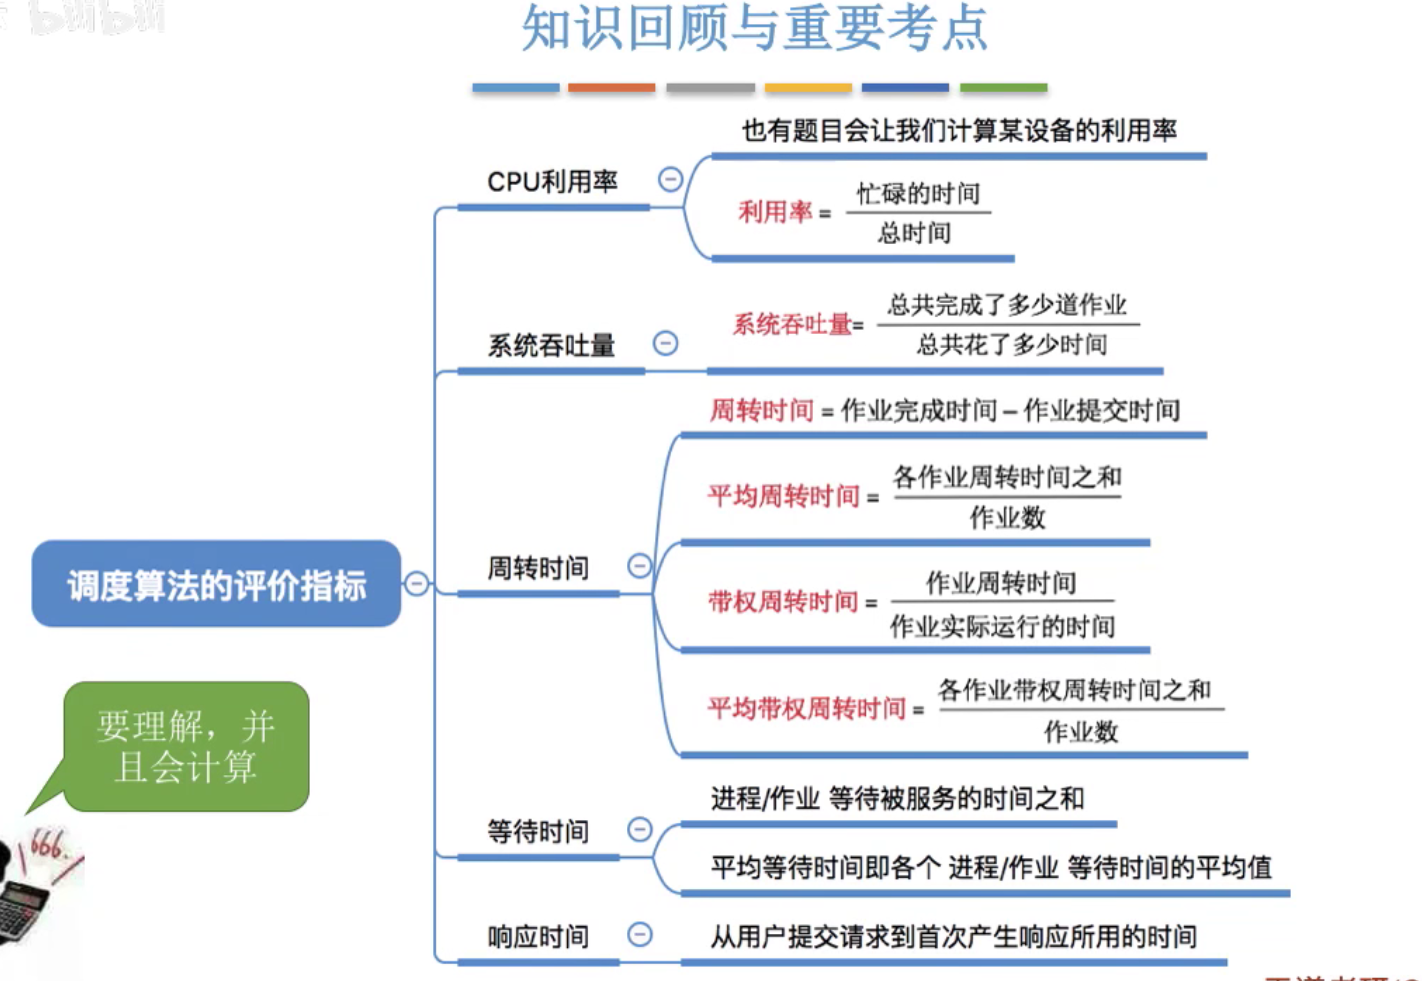 bilibili
知识回顾与重要考点
也有题目会让我们计算某设备的利用率
CPU利用率
利用率 = 忙碌的时间
总时间
系统吞吐量
系统吞吐量= 总共完成了多少道作业
总共花了多少时间
周转时间 = 作业完成时间 – 作业提交时间
平均周转时间 = 各作业周转时间之和
作业数
周转时间
调度算法的评价指标
带权周转时间 = 作业周转时间
作业实际运行的时间
平均带权周转时间 = 各作业带权周转时间之和
作业数
要理解，并
且会计算
进程/作业 等待被服务的时间之和
等待时间
666.
平均等待时间即各个 进程/作业 等待时间的平均值
响应时间
从用户提交请求到首次产生响应所用的时间